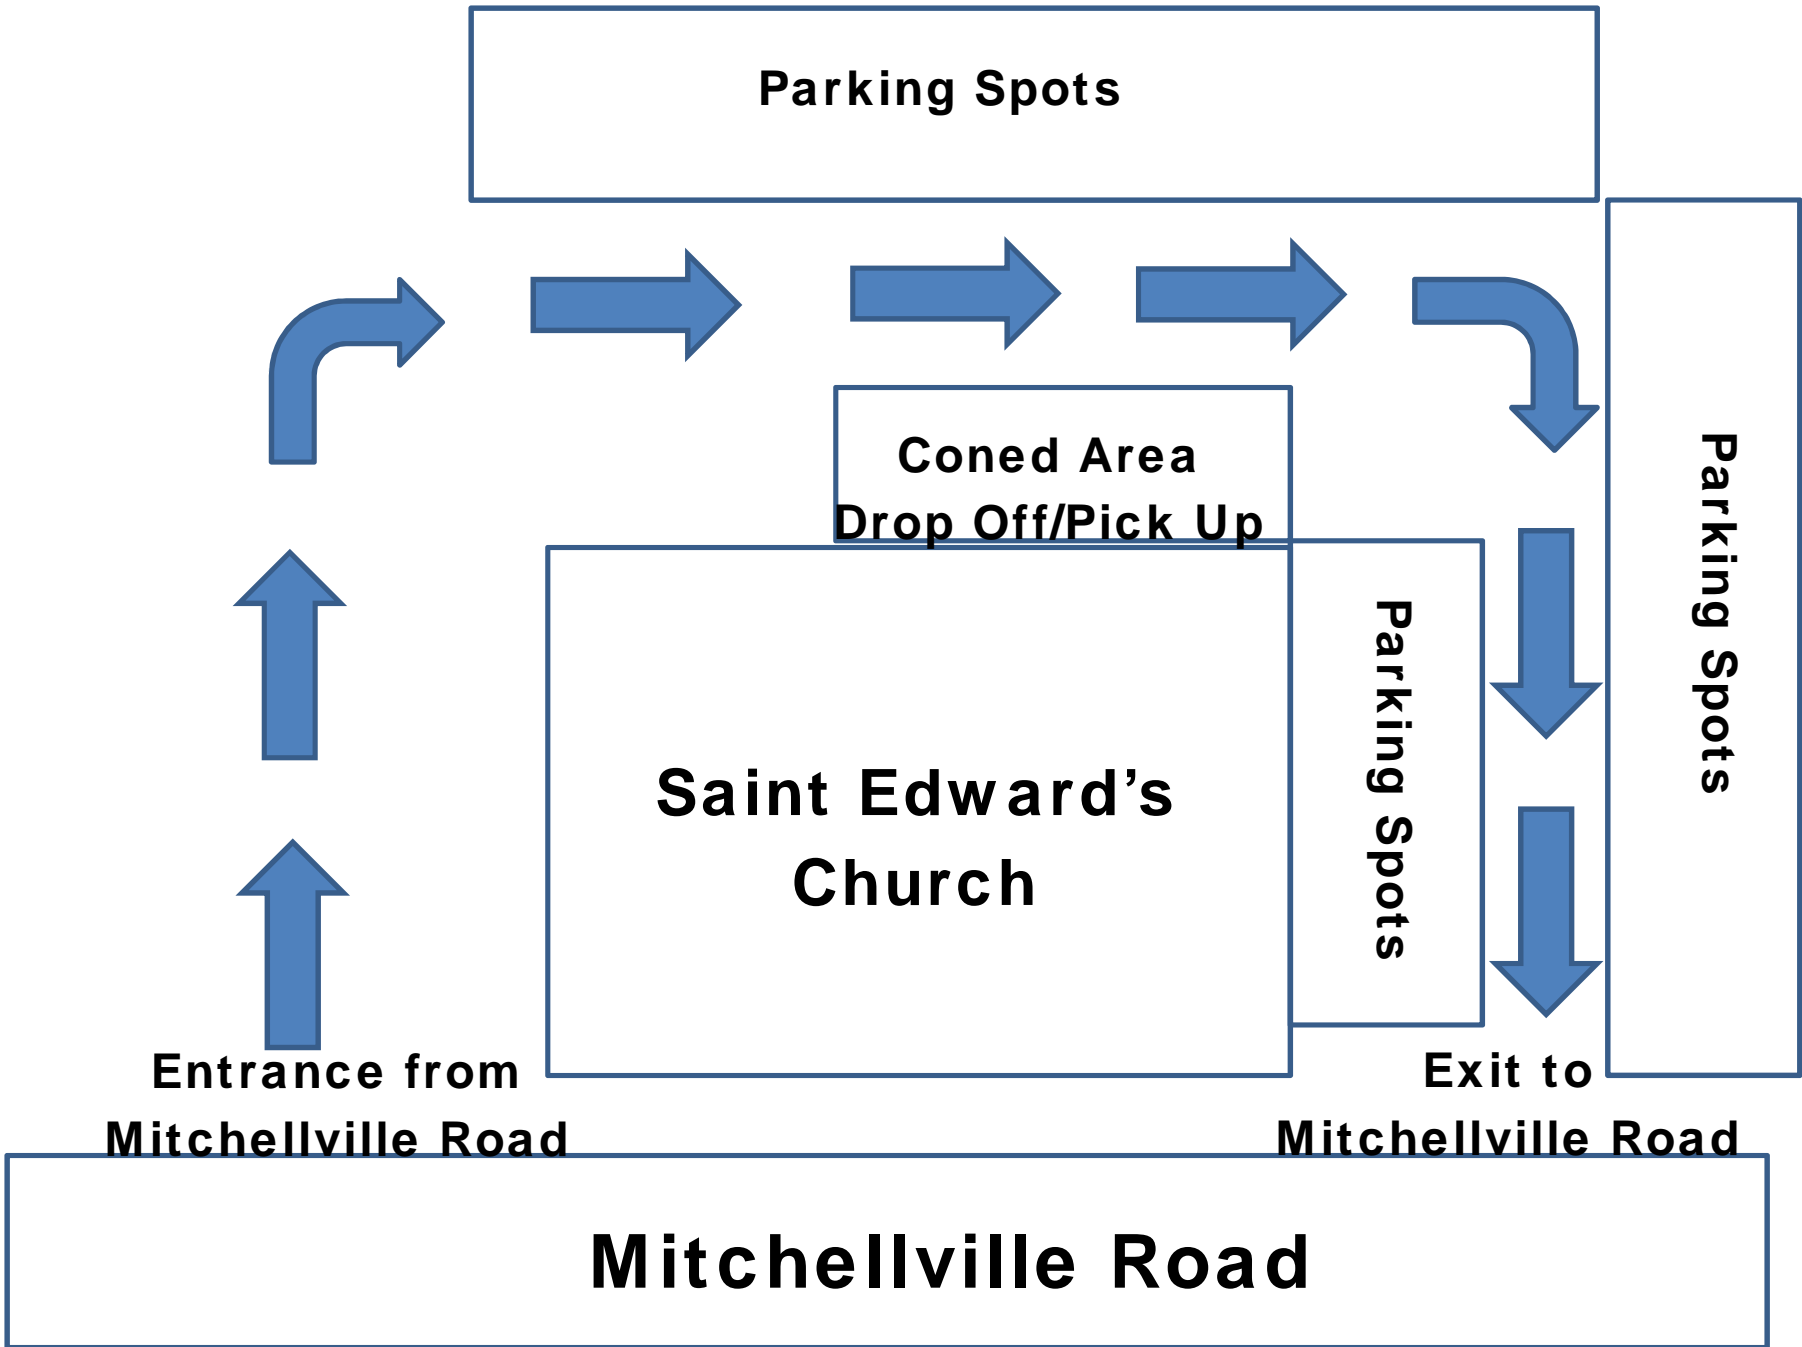 Parking Spots
Coned Area
Drop Off/Pick Up
Parking Spots
Parking Spots
Saint Edward’s
Church
Entrance from
Mitchellville Road
Exit to
Mitchellville Road
Mitchellville Road